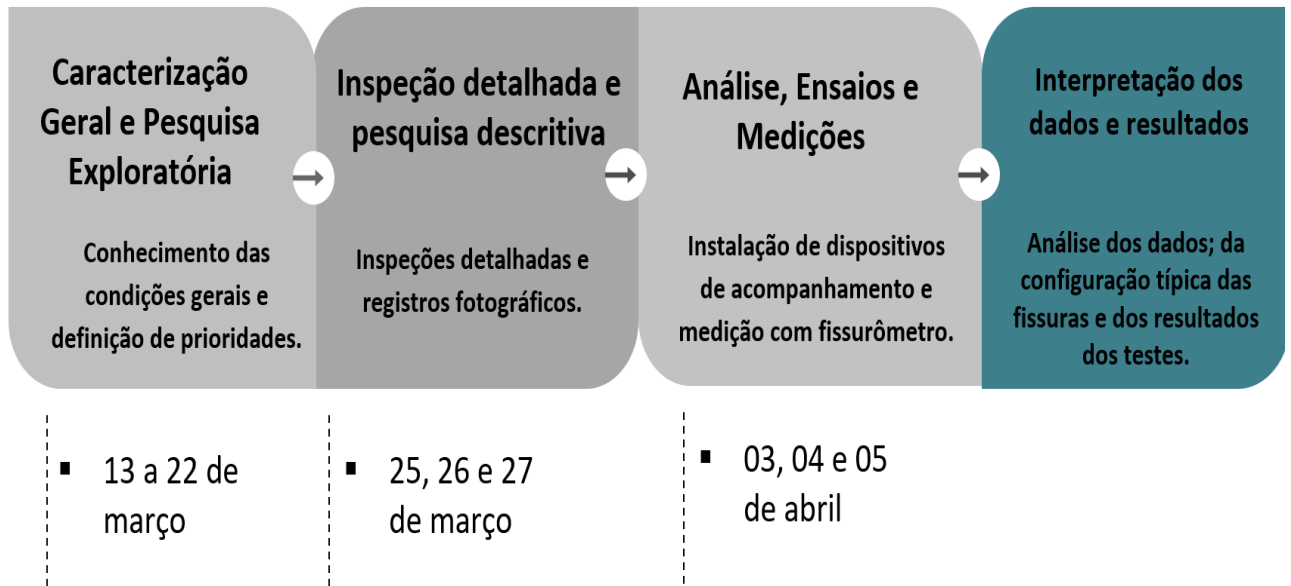 Caracterização
Geral e Pesquisa
Exploratória
Conhecimento das
condições gerais e
definição de prioridades.
Inspeção detalhada e
pesquisa descritiva
Inspeções detalhadas e
registros fotográficos.
Análise, Ensaios e
Medições
Instalação de dispositivos
de acompanhamento e
medição com fissurômetro.
Interpretação dos
dados e resultados
Análise dos dados; da
configuração típica das
fissuras e dos resultados
dos testes.
▪ 13 a 22 de
março
▪ 25, 26 e 27
de março
▪ 03, 04 e 05
de abril